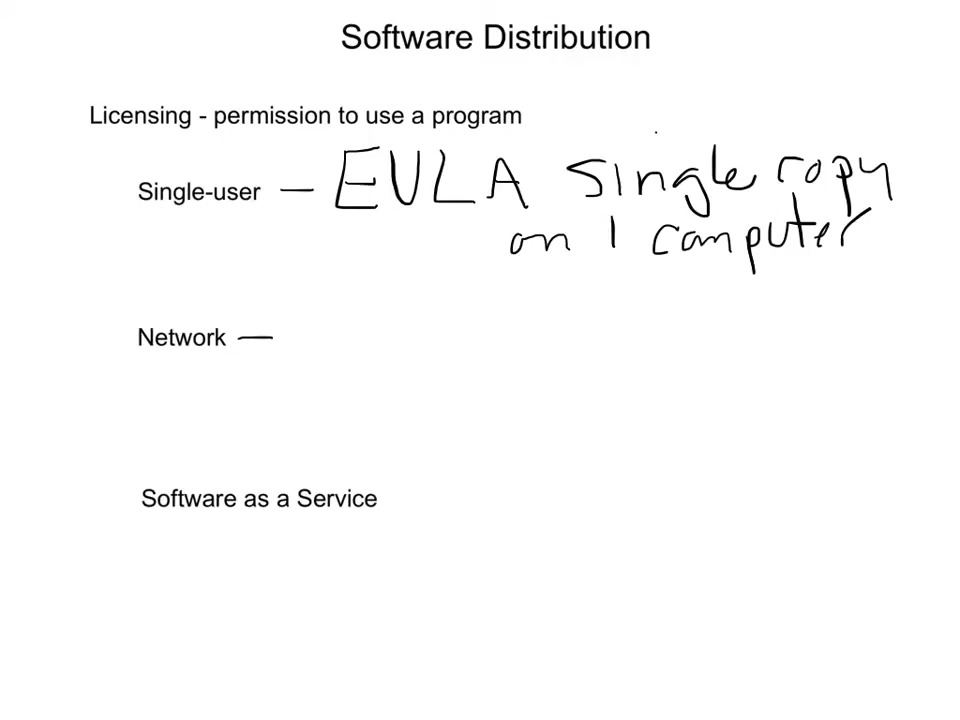 Software Distribution
Licensing - permission to use a program
Single-user — EULA single copy
on 1 computer
Network —
Software as a Service